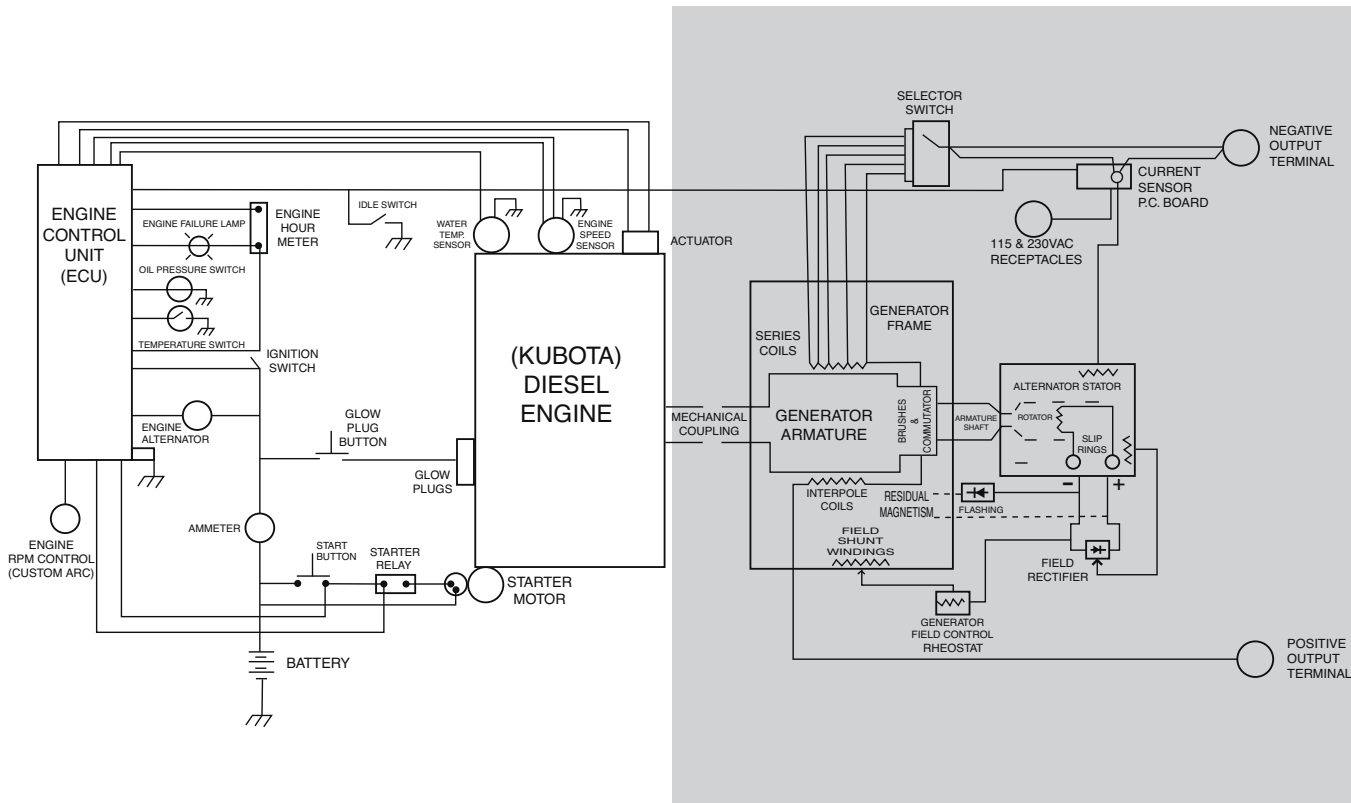 SELECTOR
SWITCH
NEGATIVE
OUTPUT
TERMINAL
CURRENT
SENSOR
P.C. BOARD
115 & 230VAC
RECEPTACLES
ENGINE
CONTROL
UNIT
(ECU)
ENGINE FAILURE LAMP
ENGINE
HOUR
METER
IDLE SWITCH
WATER
TEMP.
SENSOR
ENGINE
SPEED
SENSOR
ACTUATOR
OIL PRESSURE SWITCH
TEMPERATURE SWITCH
IGNITION
SWITCH
ENGINE
ALTERNATOR
GLOW
PLUG
BUTTON
GLOW
PLUGS
(KUBOTA)
DIESEL
ENGINE
MECHANICAL
COUPLING
SERIES
COILS
GENERATOR
FRAME
GENERATOR
ARMATURE
BRUSHES
&
COMMUTATOR
ARMATURE
SHAFT
ALTERNATOR STATOR
ROTATOR
SLIP
RINGS
-
+
INTERPOLE
COILS
RESIDUAL
MAGNETISM
FLASHING
FIELD
SHUNT
WINDINGS
FIELD
RECTIFIER
GENERATOR
FIELD CONTROL
RHEOSTAT
ENGINE
RPM CONTROL
(CUSTOM ARC)
AMMETER
START
BUTTON
STARTER
RELAY
STARTER
MOTOR
BATTERY
POSITIVE
OUTPUT
TERMINAL